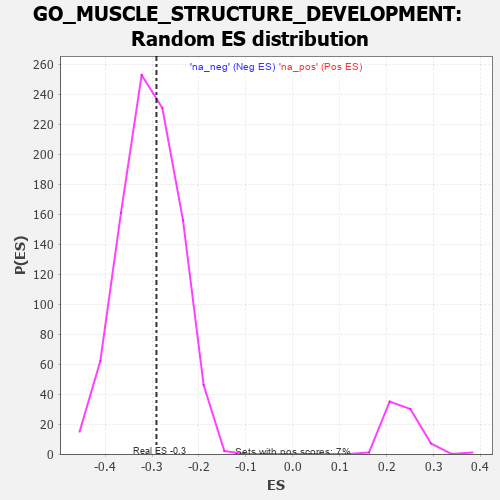 GO_MUSCLE_STRUCTURE_DEVELOPMENT:
Random ES distribution
'na_neg' (Neg ES) 'na_pos' (Pos ES)
260
240
220
200
180
160
140
120
100
80
60
40
20
0
P(ES)
Real ES -0.3
Sets with pos scores: 7%
-0.4 -0.3 -0.2 -0.1 0.0 0.1 0.2 0.3 0.4
ES